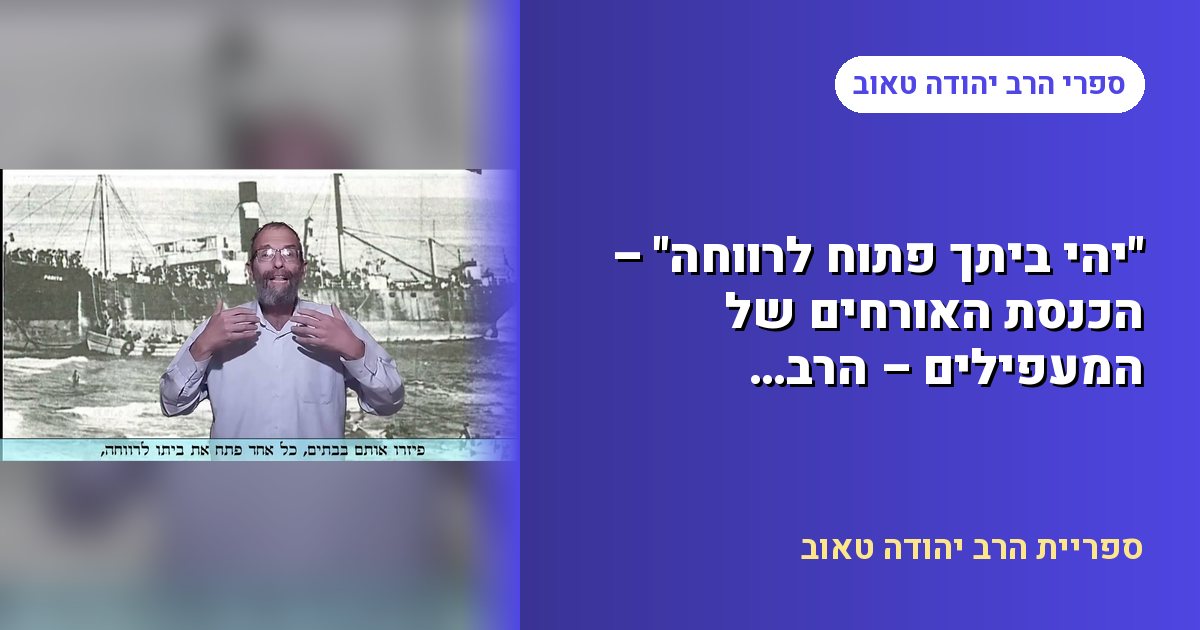 ספרי הרב יהודה טאוב
"יהי ביתך פתוח לרווחה" –
הכנסת האורחים של
המעפילים – הרב...
פיזרו אותם בבתים, כל אחד פתח את ביתו לרווחה,
ספריית הרב יהודה טאוב